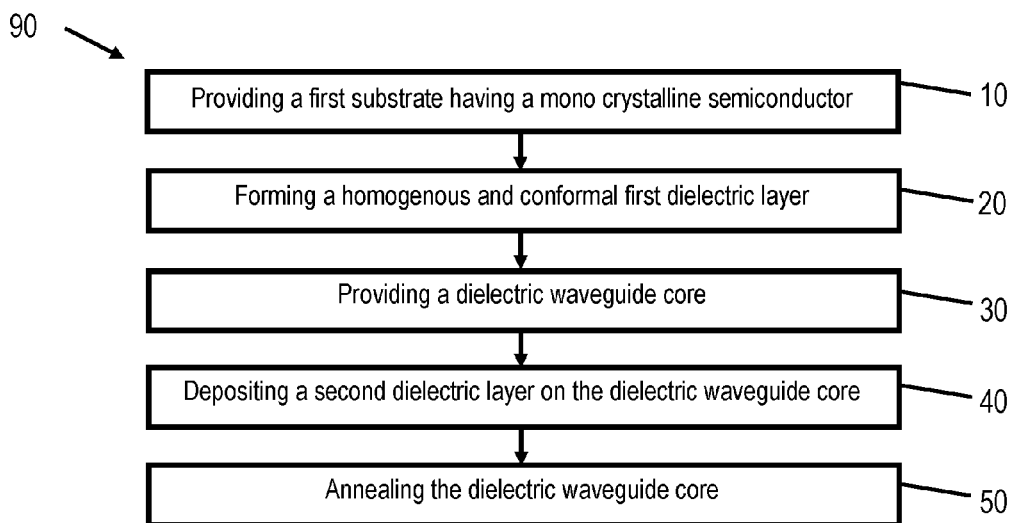 90
Providing a first substrate having a mono crystalline semiconductor
10
Forming a homogenous and conformal first dielectric layer
20
Providing a dielectric waveguide core
30
Depositing a second dielectric layer on the dielectric waveguide core
40
Annealing the dielectric waveguide core
50